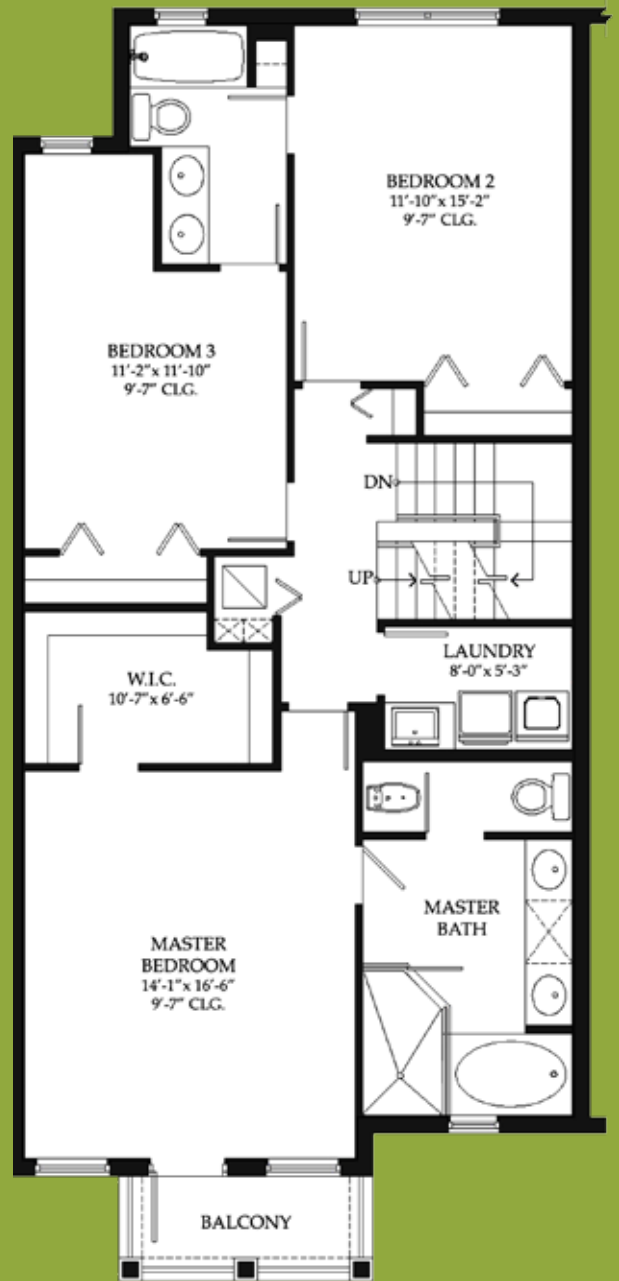 BEDROOM 2
11'-10" x 15'-2"
9'-7" CLG.
BEDROOM 3
11'-2" x 11'-10"
9'-7" CLG.
DN
UP
LAUNDRY
8'-0" x 5'-3"
W.I.C.
10'-7" x 6'-6"
MASTER
BATH
MASTER
BEDROOM
14'-1" x 16'-6"
9'-7" CLG.
BALCONY